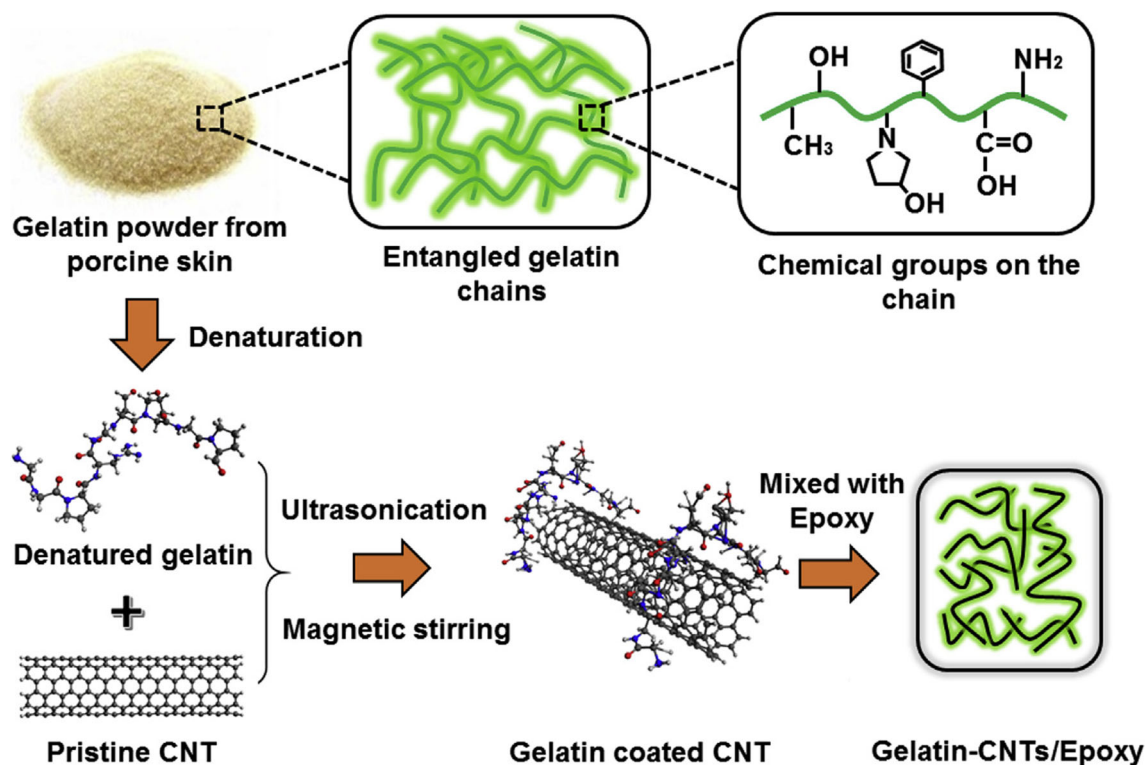 OH
NH₂
CH₃
N
C=O
OH
OH
Gelatin powder from
porcine skin
Entangled gelatin
chains
Chemical groups on the
chain
Denaturation
Denatured gelatin
+
Pristine CNT
Ultrasonication
Magnetic stirring
Gelatin coated CNT
Mixed with
Epoxy
Gelatin-CNTs/Epoxy